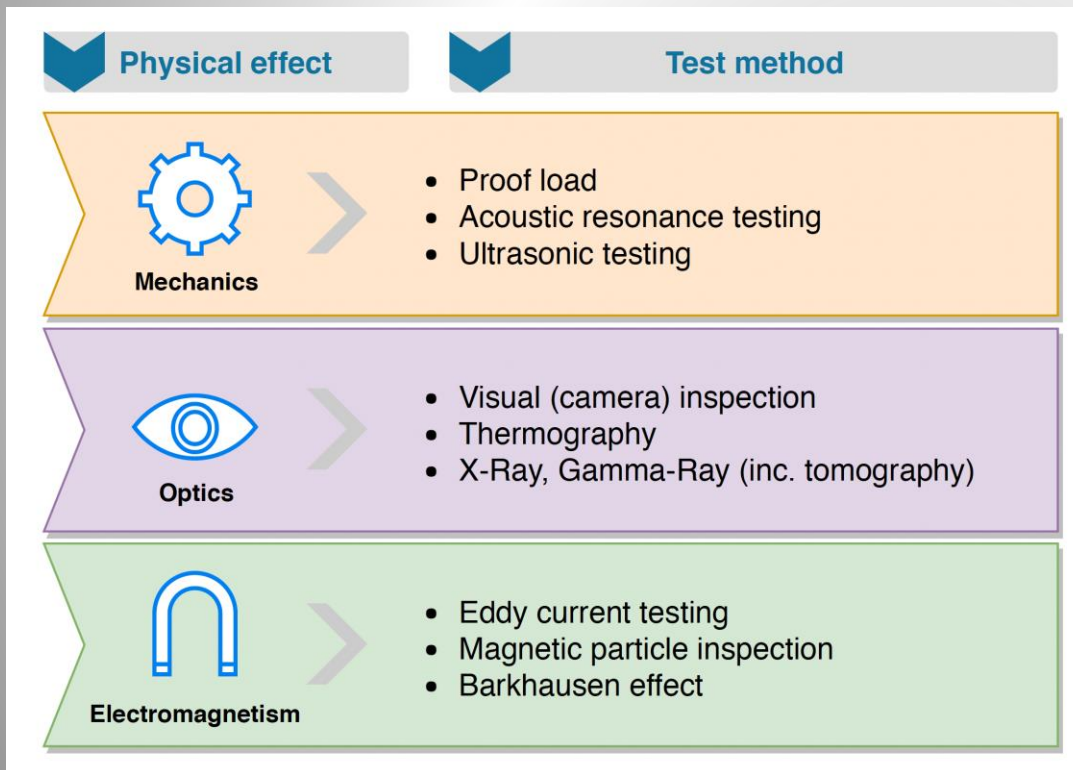 Physical effect
Test method
Mechanics
• Proof load
• Acoustic resonance testing
• Ultrasonic testing
Optics
• Visual (camera) inspection
• Thermography
• X-Ray, Gamma-Ray (inc. tomography)
Electromagnetism
• Eddy current testing
• Magnetic particle inspection
• Barkhausen effect